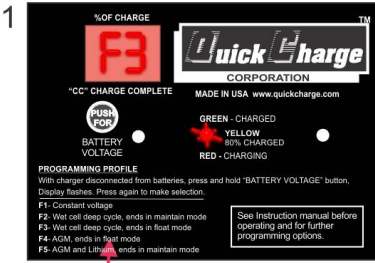 1
%OF CHARGE
TM
F3
Quick Charge
CORPORATION
"CC" CHARGE COMPLETE
MADE IN USA www.quickcharge.com
PUSH
FOR
BATTERY
VOLTAGE
GREEN - CHARGED
YELLOW
80% CHARGED
RED - CHARGING
PROGRAMMING PROFILE
With charger disconnected from batteries, press and hold "BATTERY VOLTAGE" button,
Display flashes. Press again to make selection.
F1- Constant voltage
F2- Wet cell deep cycle, ends in maintain mode
F3- Wet cell deep cycle, ends in float mode
F4- AGM, ends in float mode
F5- AGM and Lithium, ends in maintain mode
See Instruction manual before
operating and for further
programming options.